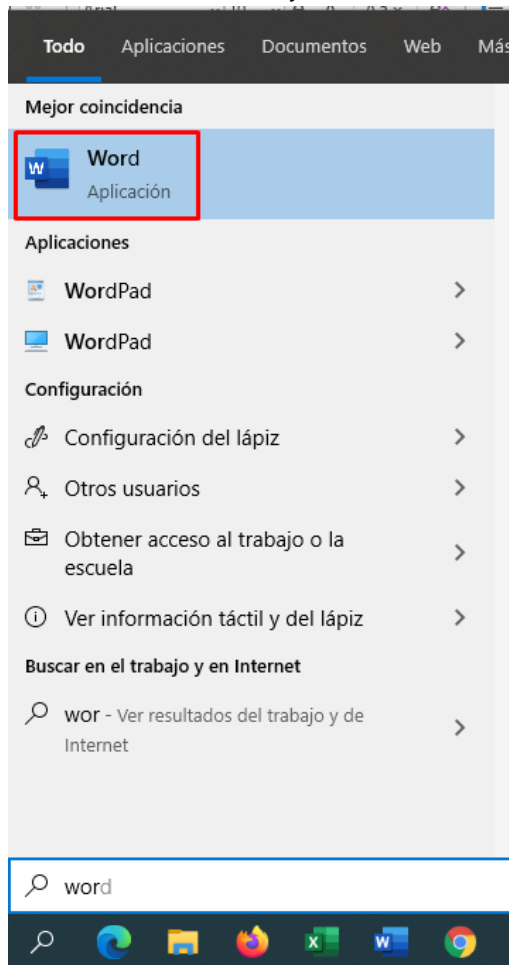 Todo Aplicaciones Documentos Web Más
Mejor coincidencia
Word
Aplicación
Aplicaciones
WordPad
WordPad
Configuración
Configuración del lápiz
Otros usuarios
Obtener acceso al trabajo o la
escuela
Ver información táctil y del lápiz
Buscar en el trabajo y en Internet
wor - Ver resultados del trabajo y de
Internet
word